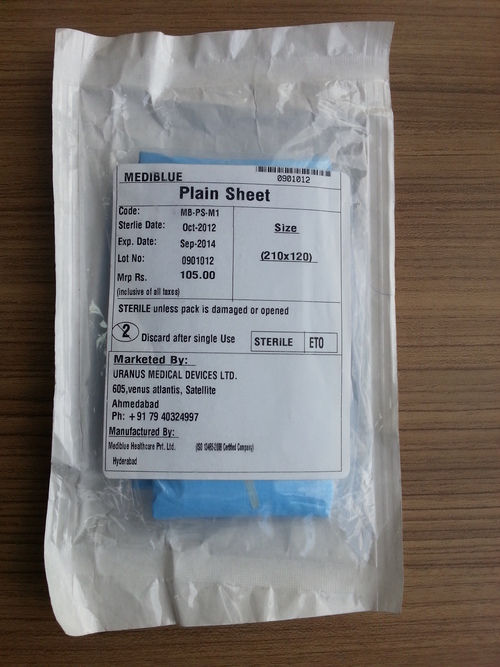 MEDIBLUE
0901012
Plain Sheet
Code: MB-PS-M1
Sterlie Date: Oct-2012
Exp. Date: Sep-2014
Lot No: 0901012
Mrp Rs. 105.00
(inclusive of all taxes)
Size
(210x120)
STERILE unless pack is damaged or opened
2 Discard after single Use
STERILE ETO
Marketed By:
URANUS MEDICAL DEVICES LTD.
605,venus atlantis, Satellite
Ahmedabad
Ph: +91 79 40324997
Manufactured By:
Mediblue Healthcare Pvt. Ltd. (ISO Certified Company)
Hyderabad